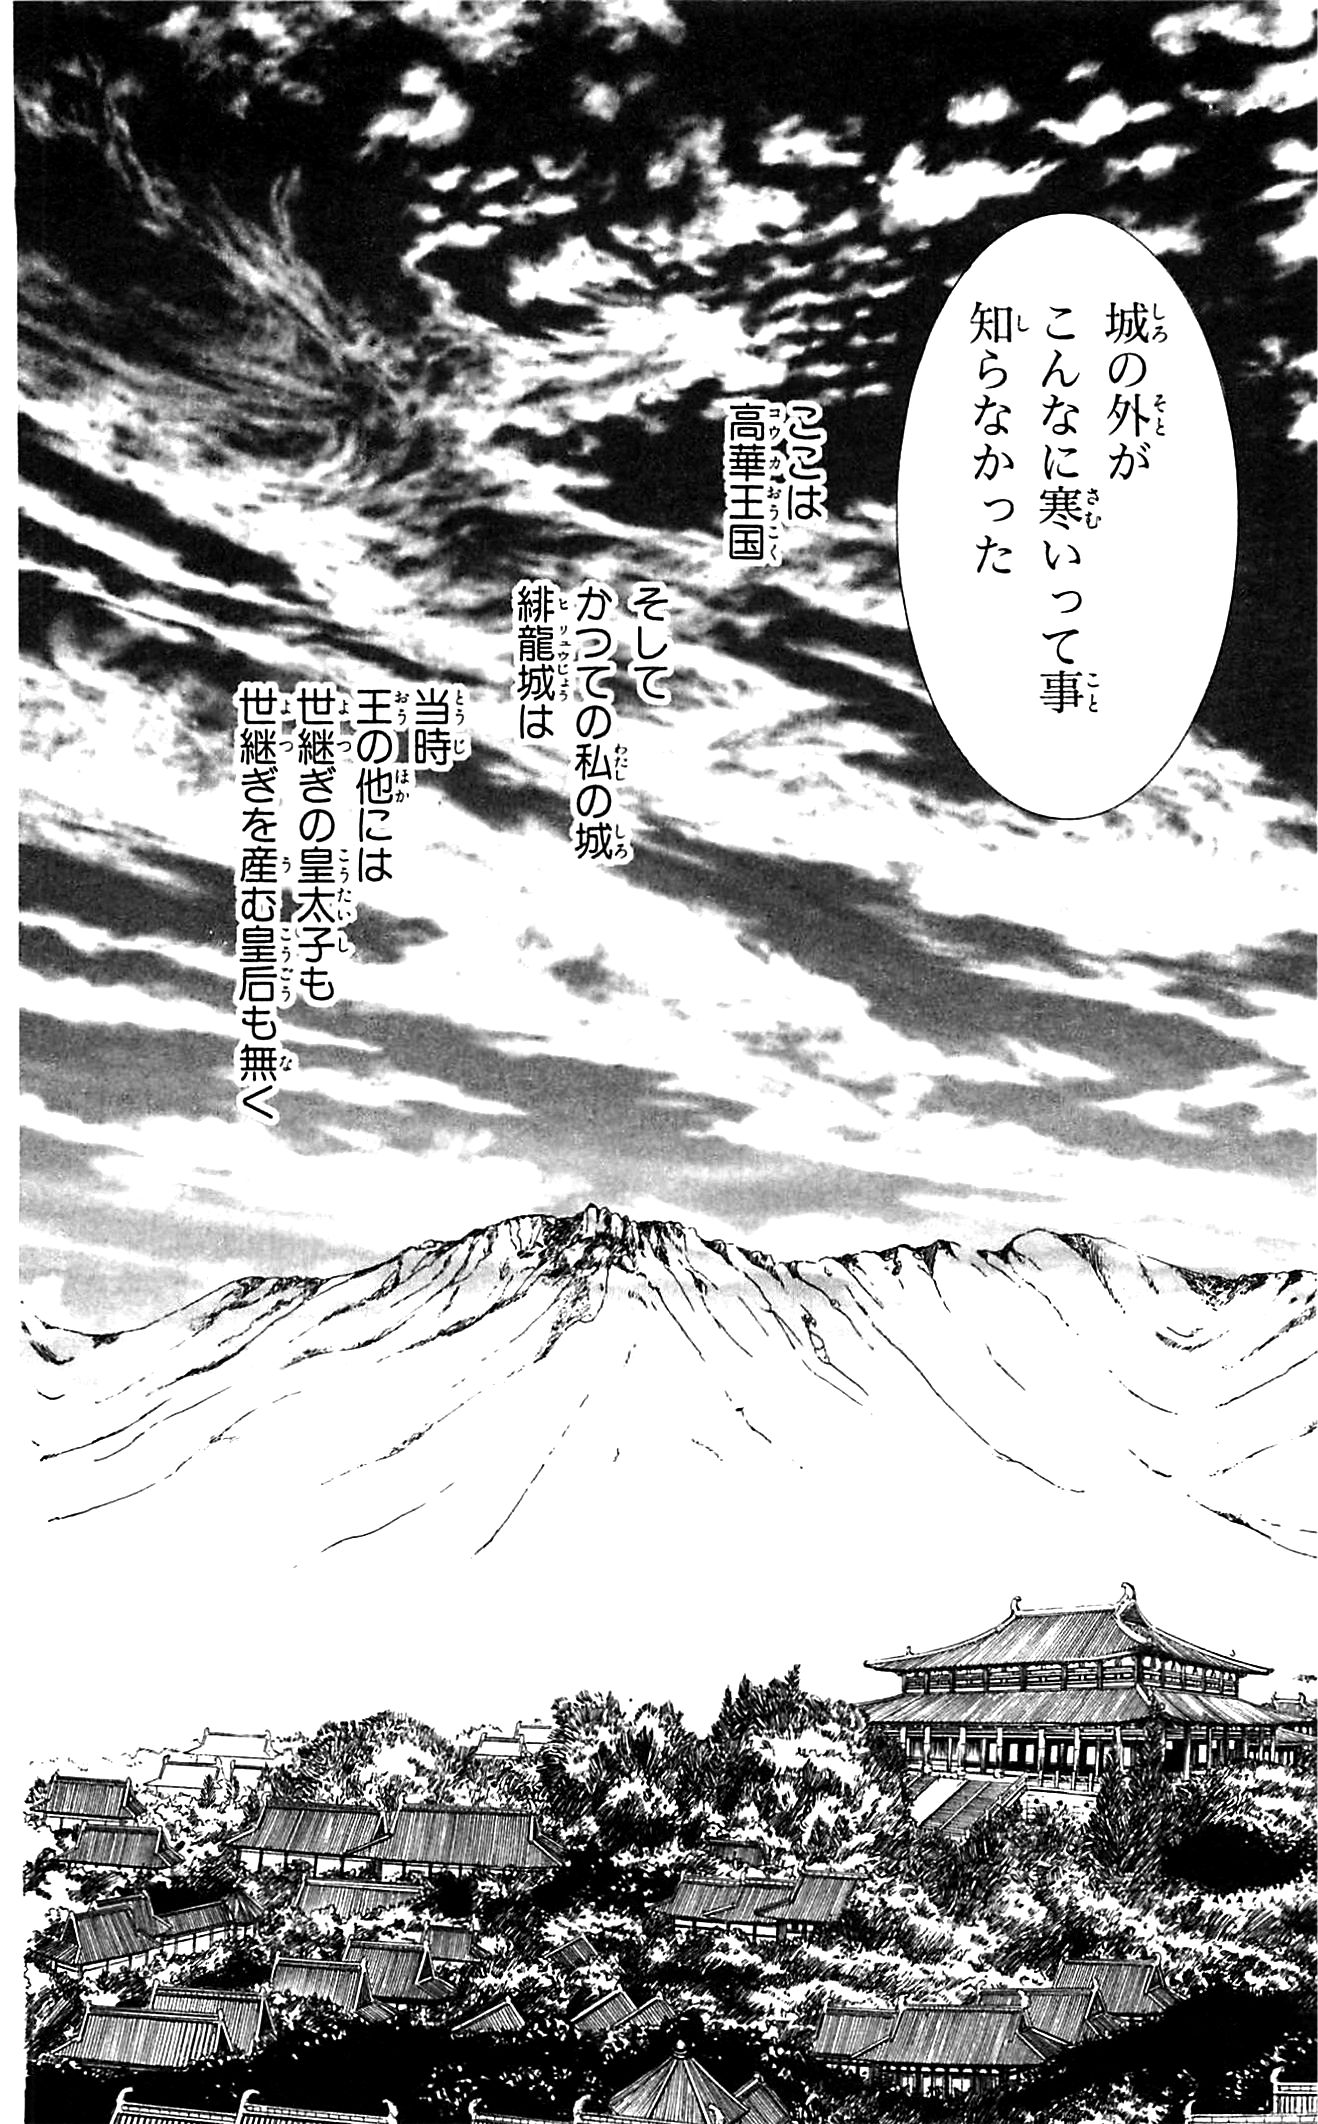 城の外が
こんなに寒いって事
知らなかった
ここは
高華王国
そして
かつての私の城
緋龍城は
当時
王の他には
世継ぎの皇太子も
世継ぎを産む皇后も無く